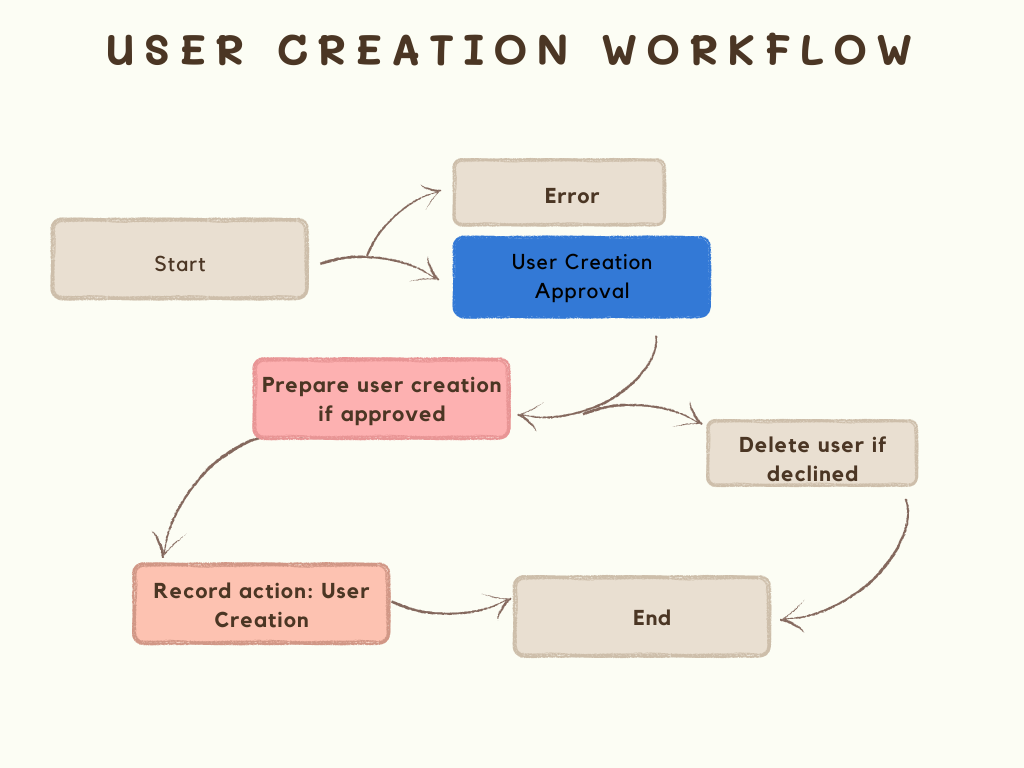 USER CREATION WORKFLOW
Error
Start
User Creation
Approval
Prepare user creation
if approved
Delete user if
declined
Record action: User
Creation
End